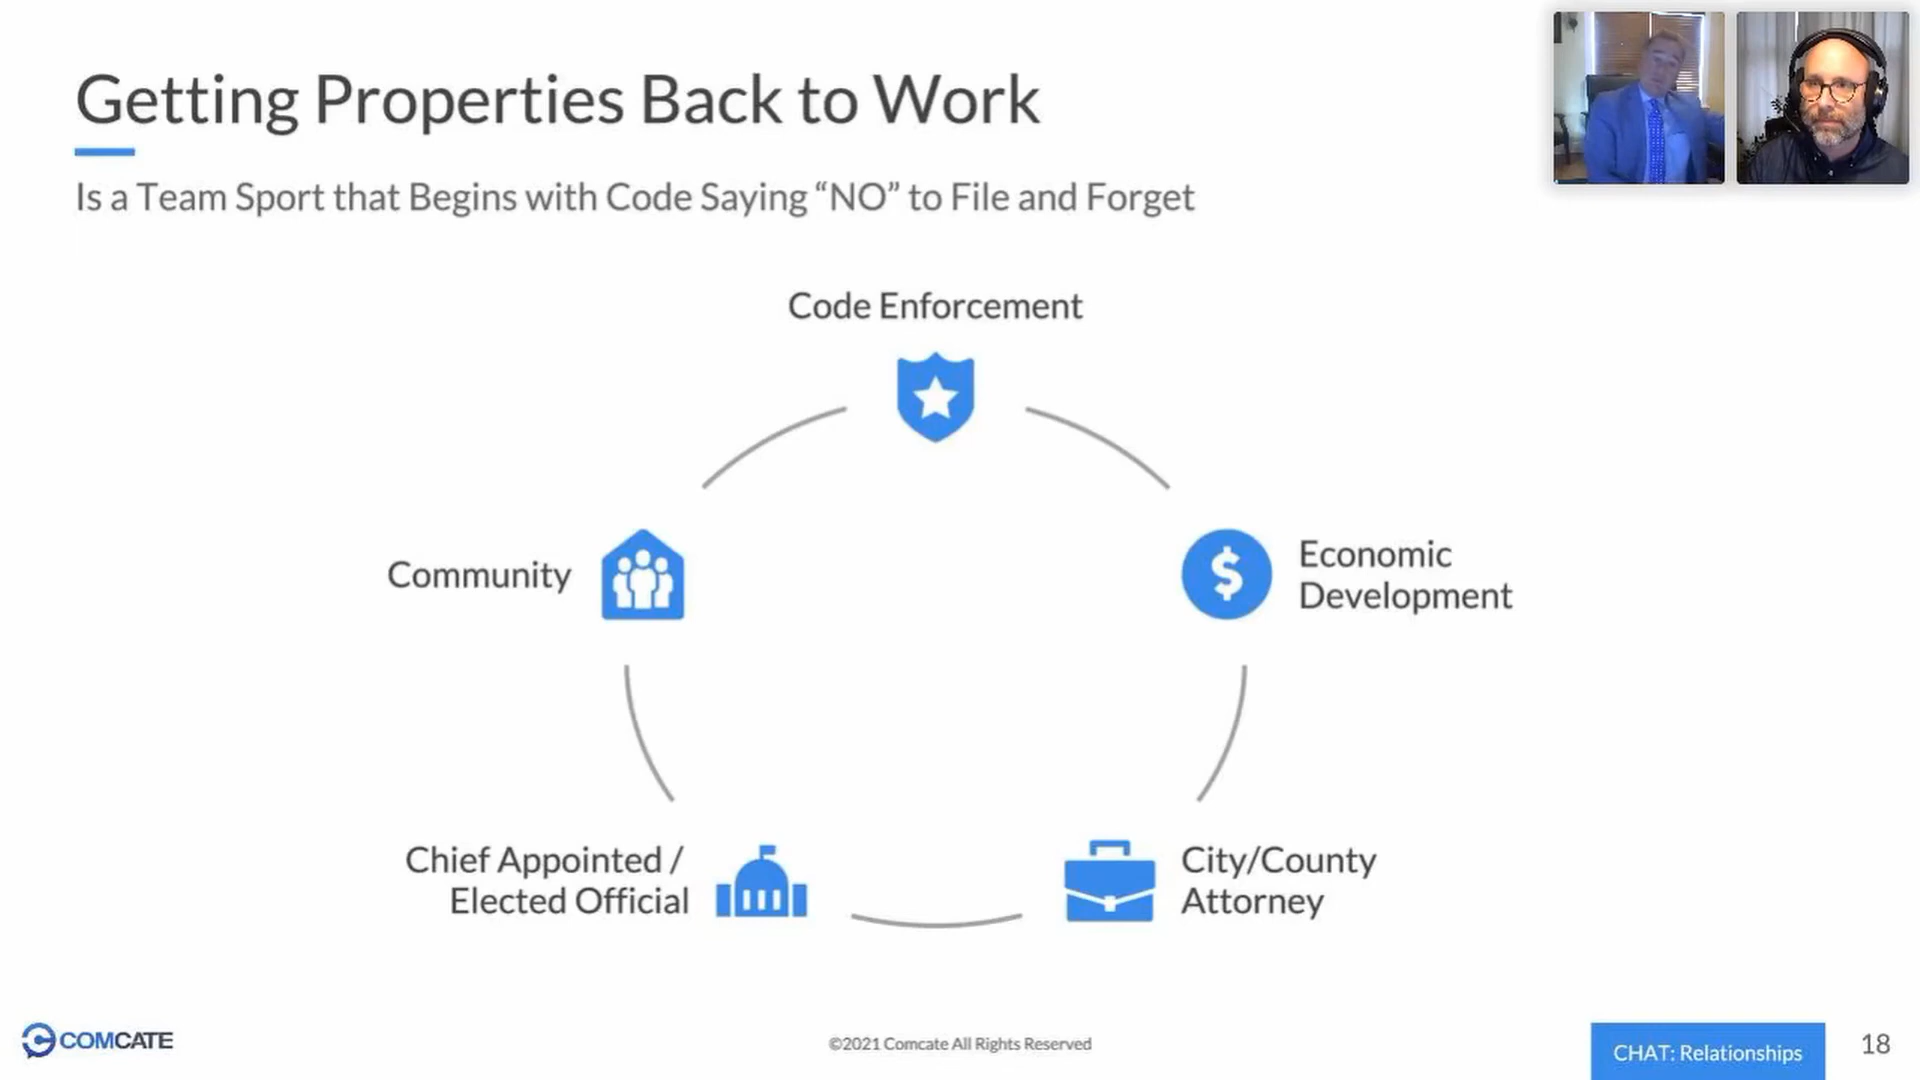 Getting Properties Back to Work
Is a Team Sport that Begins with Code Saying “NO” to File and Forget
Code Enforcement
Community
Economic
Development
Chief Appointed /
Elected Official
City/County
Attorney
COMCATE
©2021 Comcate All Rights Reserved
CHAT: Relationships
18